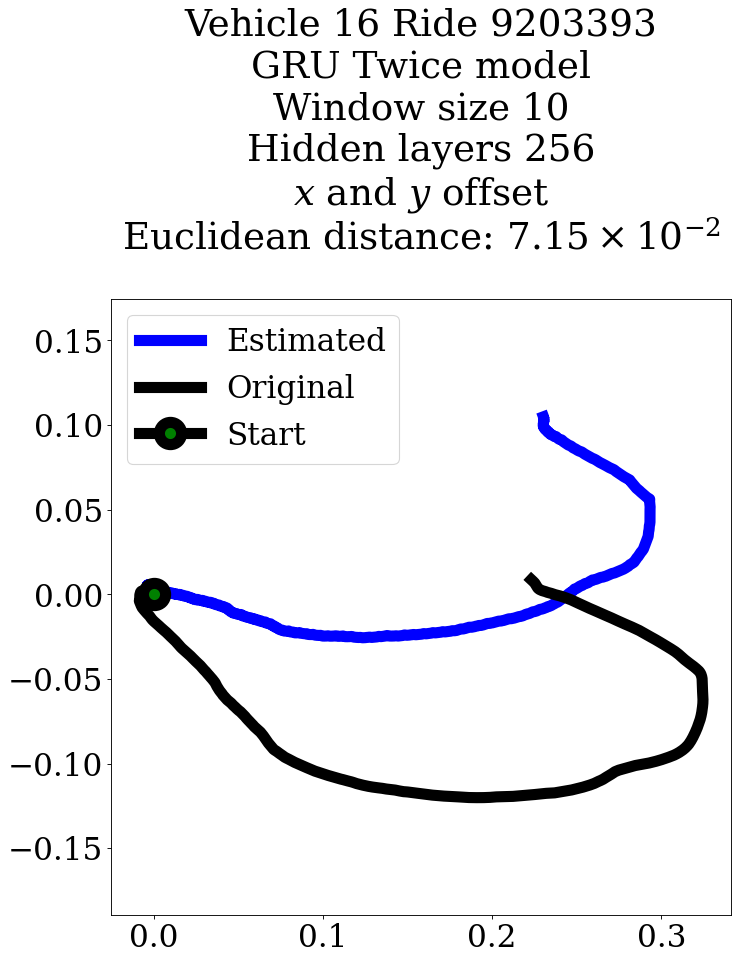 Vehicle 16 Ride 9203393
GRU Twice model
Window size 10
Hidden layers 256
x and y offset
Euclidean distance: 7.15 × 10⁻²
Estimated
Original
Start
0.15
0.10
0.05
0.00
−0.05
−0.10
−0.15
0.0 0.1 0.2 0.3